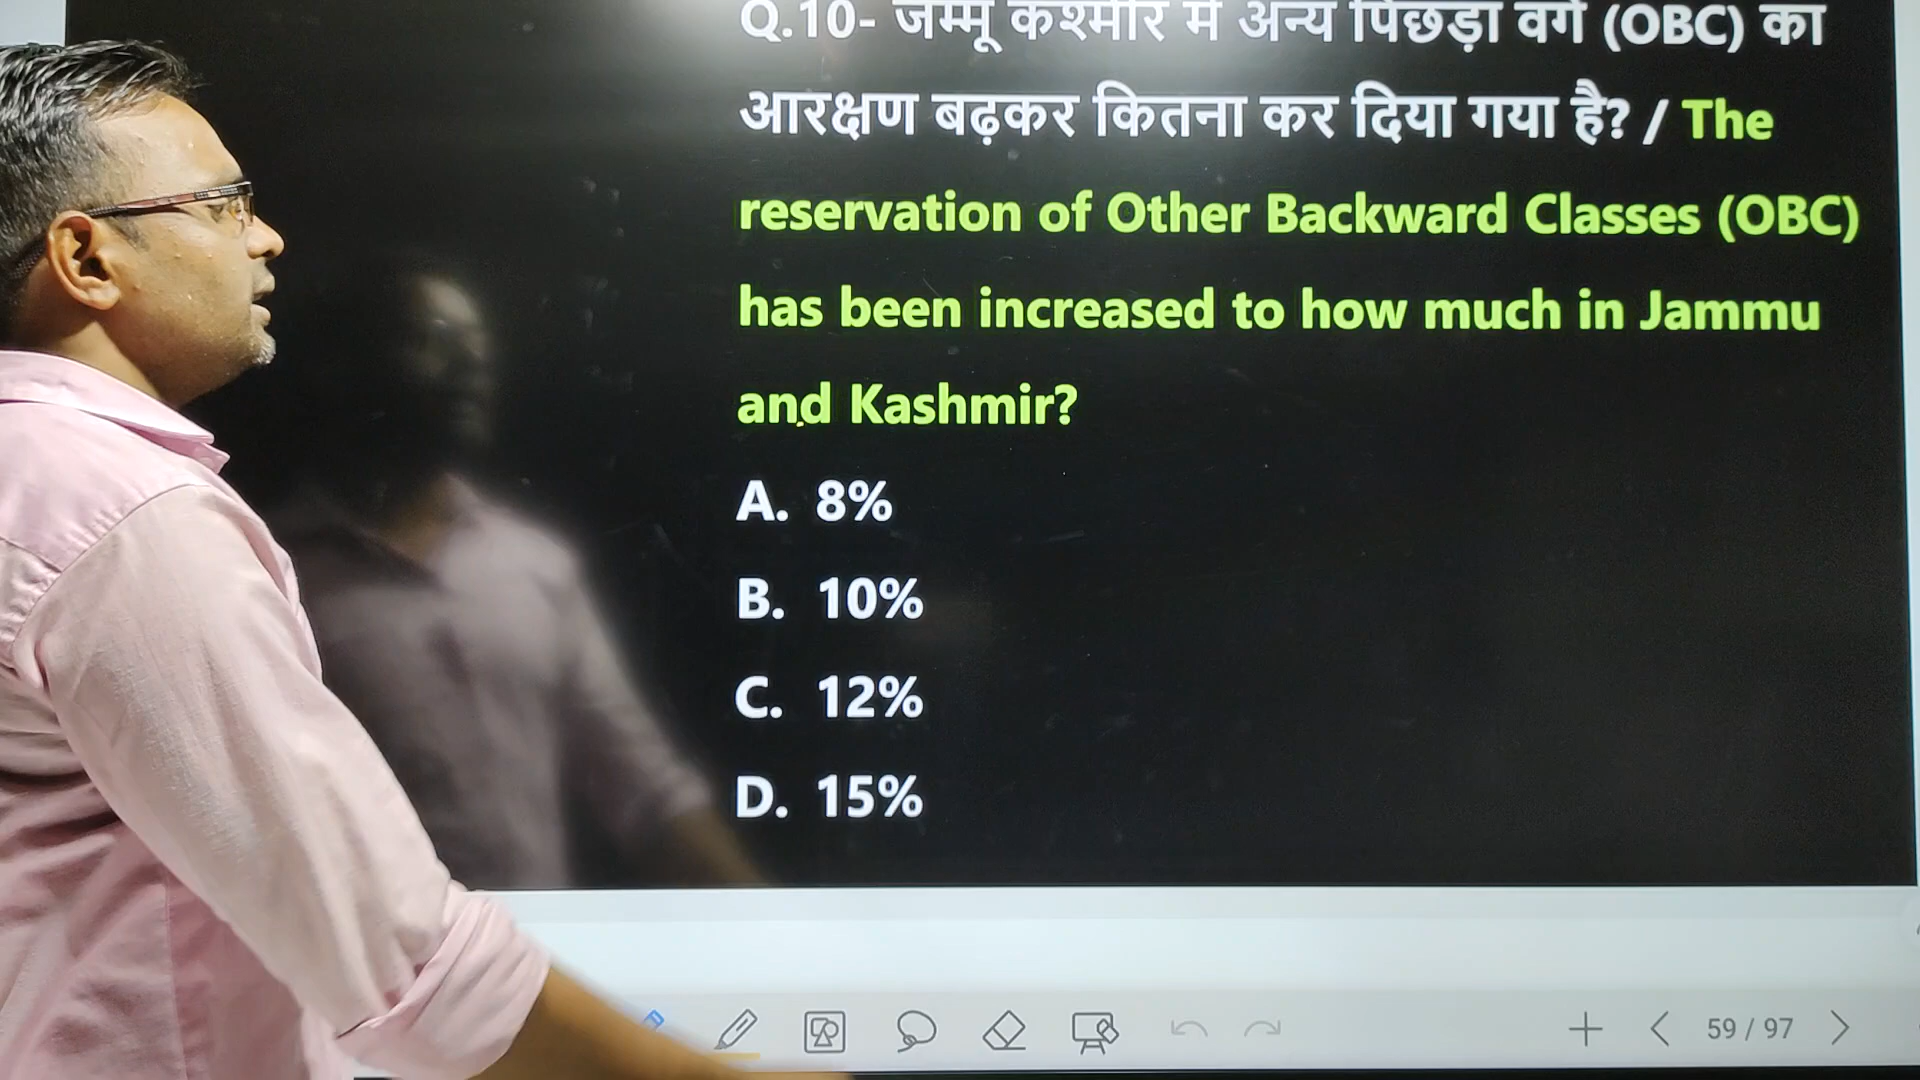 Q.10- जम्मू कश्मीर में अन्य पिछड़ा वर्ग (OBC) का
आरक्षण बढ़कर कितना कर दिया गया है? / The
reservation of Other Backward Classes (OBC)
has been increased to how much in Jammu
and Kashmir?
A. 8%
B. 10%
C. 12%
D. 15%
59 / 97